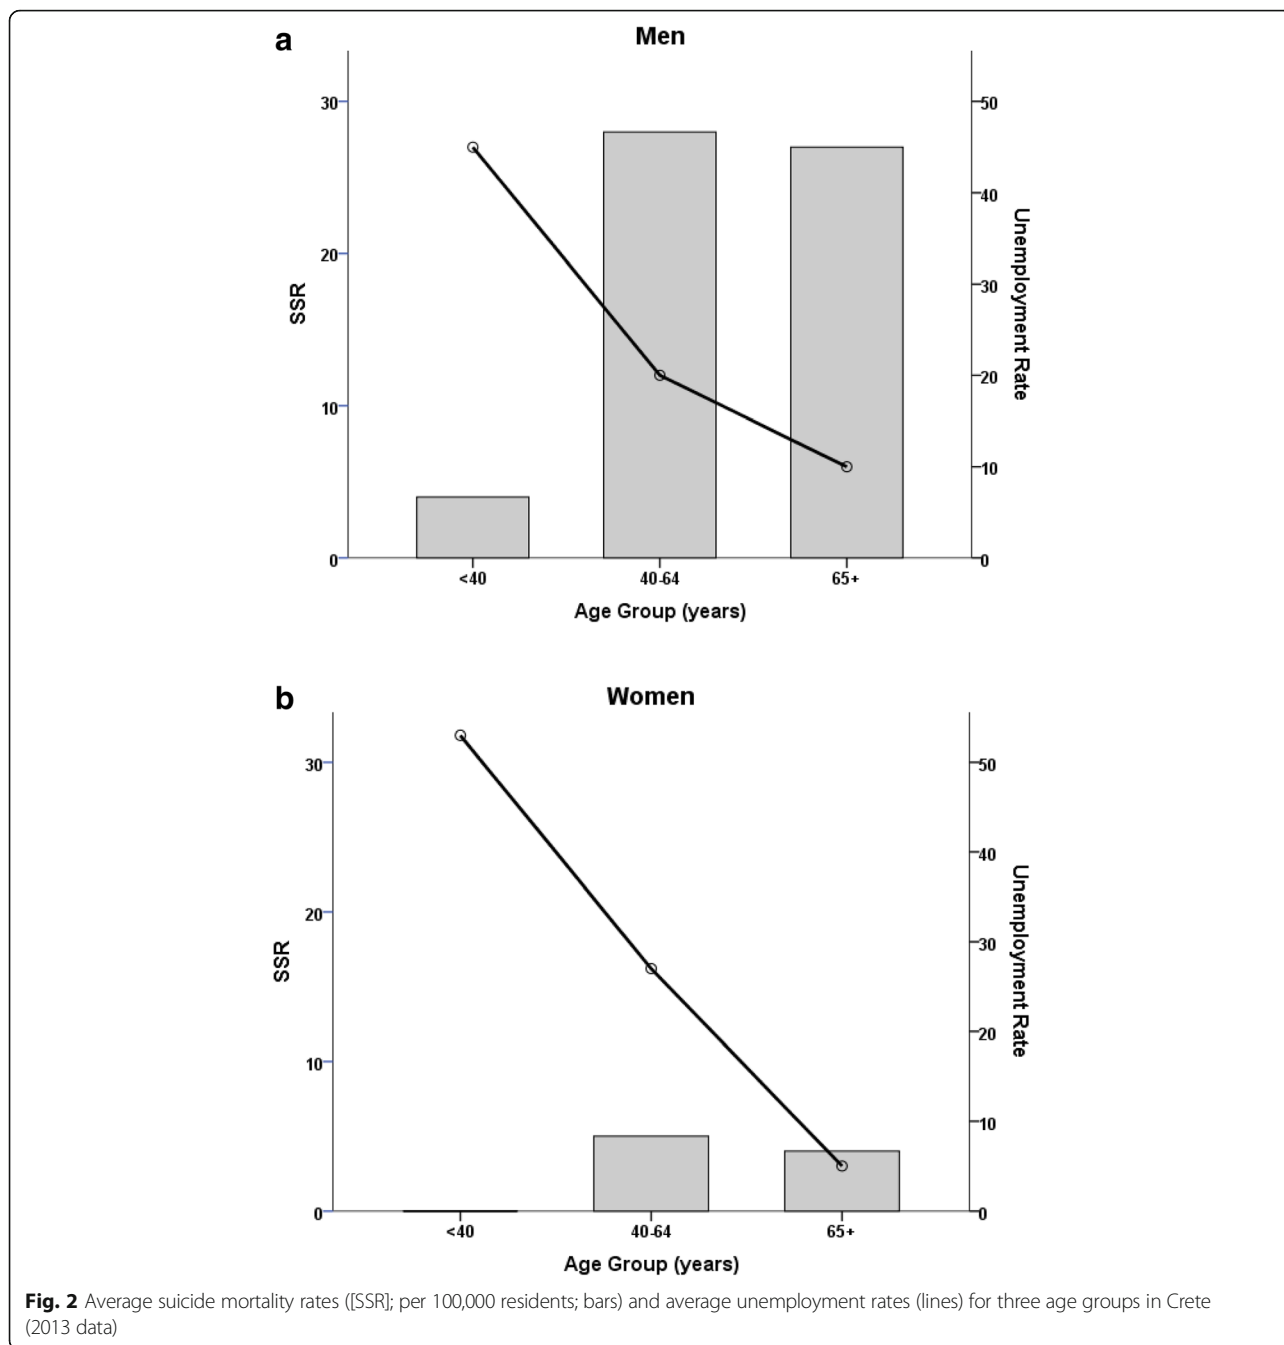 a
Men
30
20
10
0
SSR
50
40
30
20
10
0
Unemployment Rate
<40 40-64 65+
Age Group (years)
b
Women
30
20
10
0
SSR
50
40
30
20
10
0
Unemployment Rate
<40 40-64 65+
Age Group (years)
Fig. 2 Average suicide mortality rates ([SSR]; per 100,000 residents; bars) and average unemployment rates (lines) for three age groups in Crete
(2013 data)